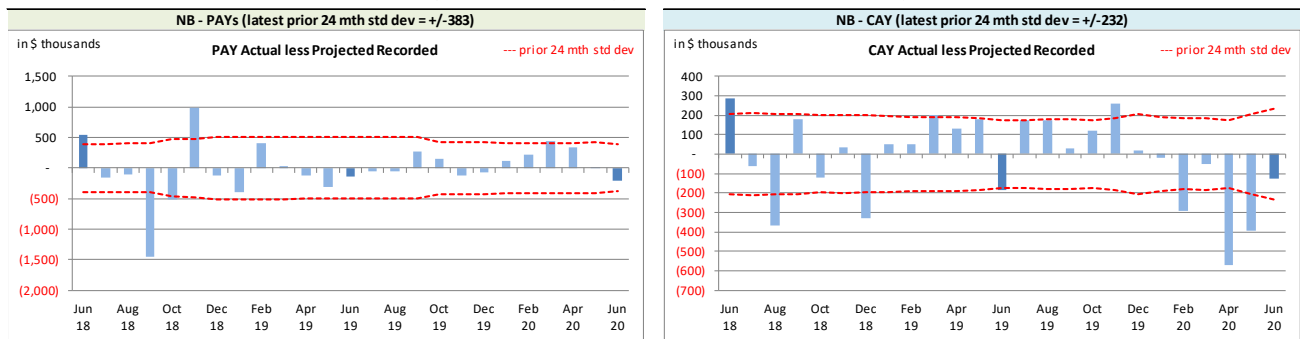 NB - PAYs (latest prior 24 mth std dev = +/-383)
in $ thousands
PAY Actual less Projected Recorded
--- prior 24 mth std dev
1,500
1,000
500
-
(500)
(1,000)
(1,500)
(2,000)
Jun 18
Aug 18
Oct 18
Dec 18
Feb 19
Apr 19
Jun 19
Aug 19
Oct 19
Dec 19
Feb 20
Apr 20
Jun 20
NB - CAY (latest prior 24 mth std dev = +/-232)
in $ thousands
CAY Actual less Projected Recorded
--- prior 24 mth std dev
400
300
200
100
-
(100)
(200)
(300)
(400)
(500)
(600)
(700)
Jun 18
Aug 18
Oct 18
Dec 18
Feb 19
Apr 19
Jun 19
Aug 19
Oct 19
Dec 19
Feb 20
Apr 20
Jun 20